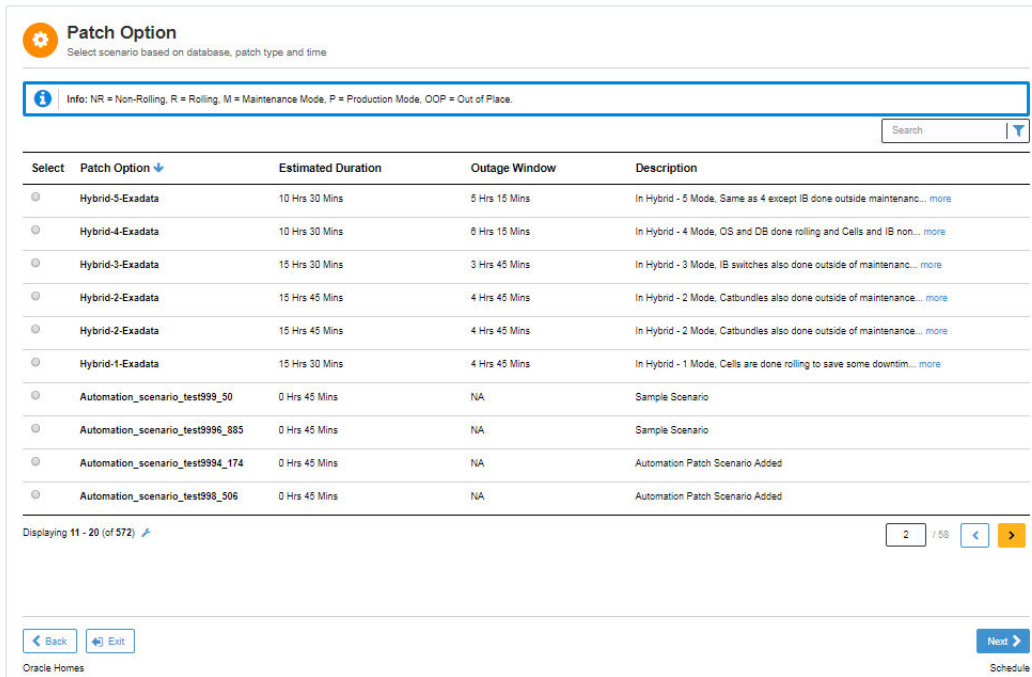 Patch Option
Select scenario based on database, patch type and time
Info: NR = Non-Rolling, R = Rolling, M = Maintenance Mode, P = Production Mode, OOP = Out of Place.
Search
Select Patch Option Estimated Duration Outage Window Description
Hybrid-5-Exadata 10 Hrs 30 Mins 5 Hrs 15 Mins In Hybrid - 5 Mode, Same as 4 except IB done outside maintenanc... more
Hybrid-4-Exadata 10 Hrs 30 Mins 6 Hrs 15 Mins In Hybrid - 4 Mode, OS and DB done rolling and Cells and IB non... more
Hybrid-3-Exadata 15 Hrs 30 Mins 3 Hrs 45 Mins In Hybrid - 3 Mode, IB switches also done outside of maintenanc... more
Hybrid-2-Exadata 15 Hrs 45 Mins 4 Hrs 45 Mins In Hybrid - 2 Mode, Catbundles also done outside of maintenance... more
Hybrid-2-Exadata 15 Hrs 45 Mins 4 Hrs 45 Mins In Hybrid - 2 Mode, Catbundles also done outside of maintenance... more
Hybrid-1-Exadata 15 Hrs 30 Mins 4 Hrs 45 Mins In Hybrid - 1 Mode, Cells are done rolling to save some downtim... more
Automation_scenario_test999_50 0 Hrs 45 Mins NA Sample Scenario
Automation_scenario_test9996_885 0 Hrs 45 Mins NA Sample Scenario
Automation_scenario_test9994_174 0 Hrs 45 Mins NA Automation Patch Scenario Added
Automation_scenario_test998_506 0 Hrs 45 Mins NA Automation Patch Scenario Added
Displaying 11 - 20 (of 572) 2 / 58
Back Exit Next
Oracle Homes Schedule